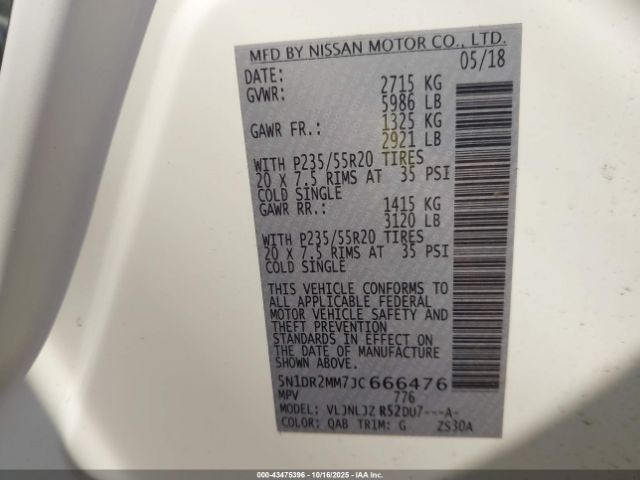 MFD BY NISSAN MOTOR CO., LTD.
DATE: 05/18
GVWR: 2715 KG
5986 LB
GAWR FR.: 1325 KG
2921 LB
WITH P235/55R20 TIRES
20 X 7.5 RIMS AT 35 PSI
COLD SINGLE
GAWR RR.: 1415 KG
3120 LB
WITH P235/55R20 TIRES
20 X 7.5 RIMS AT 35 PSI
COLD SINGLE
THIS VEHICLE CONFORMS TO
ALL APPLICABLE FEDERAL
MOTOR VEHICLE SAFETY AND
THEFT PREVENTION
STANDARDS IN EFFECT ON
THE DATE OF MANUFACTURE
SHOWN ABOVE.
5N1DR2MM7JC666476
MPV 776
MODEL: VLJNLJZ R52DU7---A-
COLOR: QAB TRIM: G ZS30A
000-43475396 - 10/16/2025 - IAAI.COM